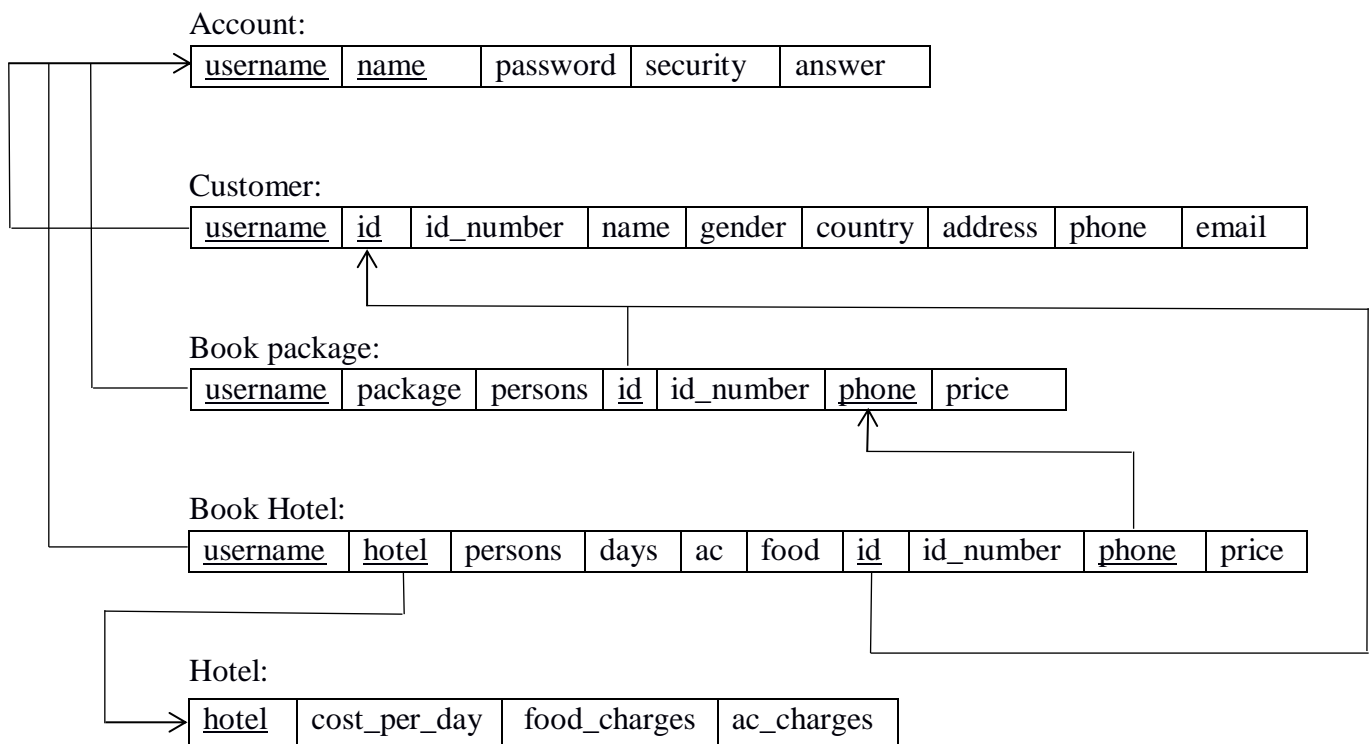 Account:
username name password security answer
Customer:
username id id_number name gender country address phone email
Book package:
username package persons id id_number phone price
Book Hotel:
username hotel persons days ac food id id_number phone price
Hotel:
hotel cost_per_day food_charges ac_charges